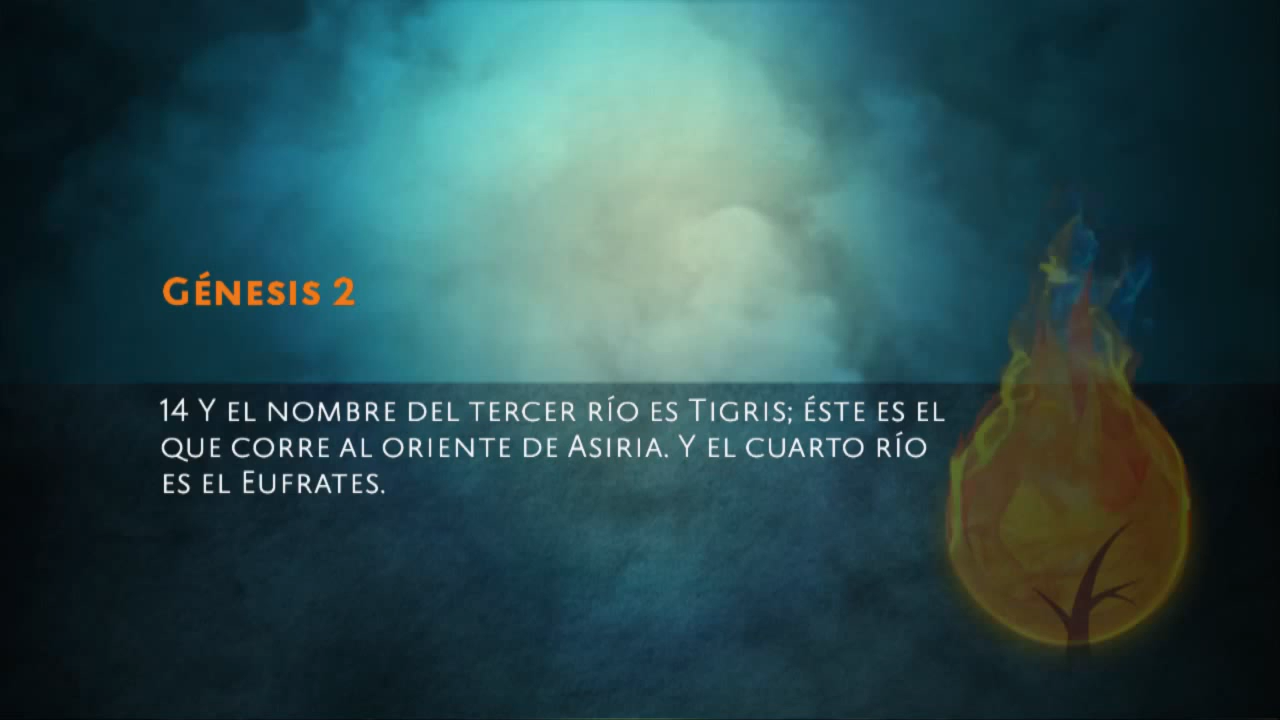 Génesis 2
14 Y el nombre del tercer río es Tigris; éste es el
que corre al oriente de Asiria. Y el cuarto río
es el Eufrates.